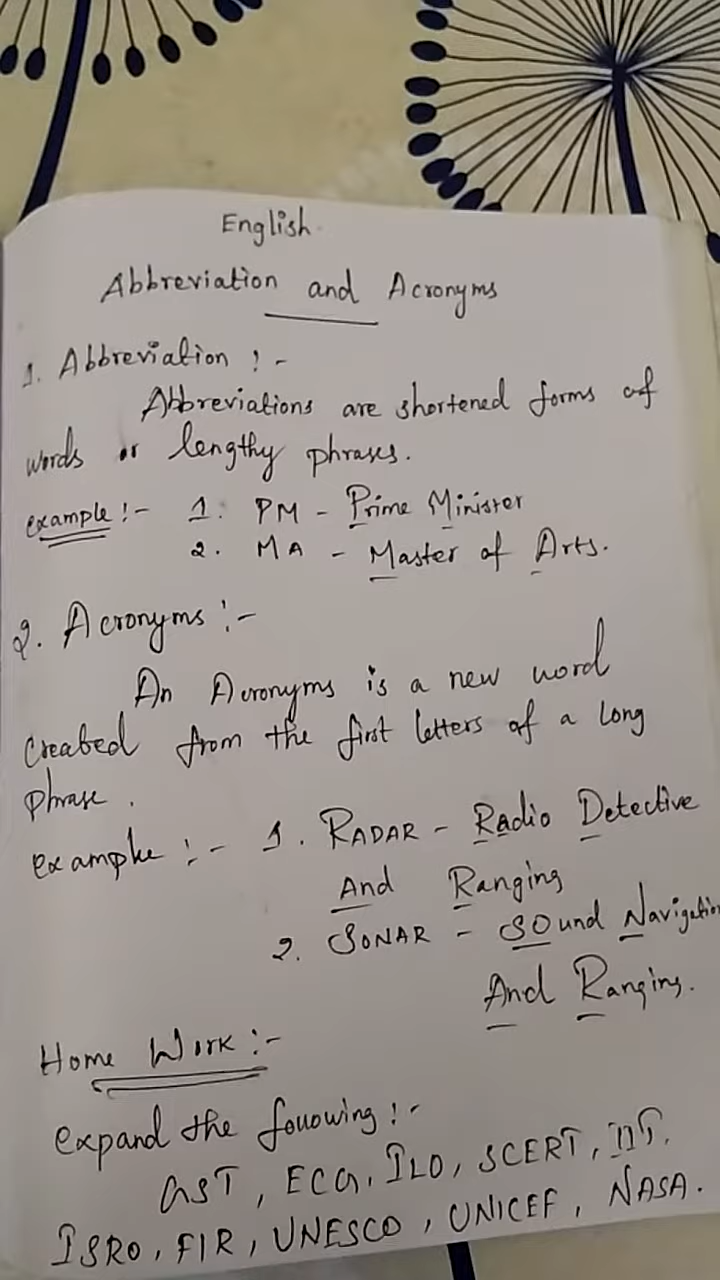 English
Abbreviation and Acronyms
1. Abbreviation :-
Abbreviations are shortened forms of
words or lengthy phrases.
example :- 1. PM - Prime Minister
2. MA - Master of Arts.
2. Acronyms :-
An Acronyms is a new word
created from the first letters of a long
phrase.
example :- 1. RADAR - Radio Detective
And Ranging
2. SONAR - SOund Navigation
And Ranging.
Home Work :-
expand the following :-
GST, ECG, ILO, SCERT, IIT,
ISRO, FIR, UNESCO, UNICEF, NASA.